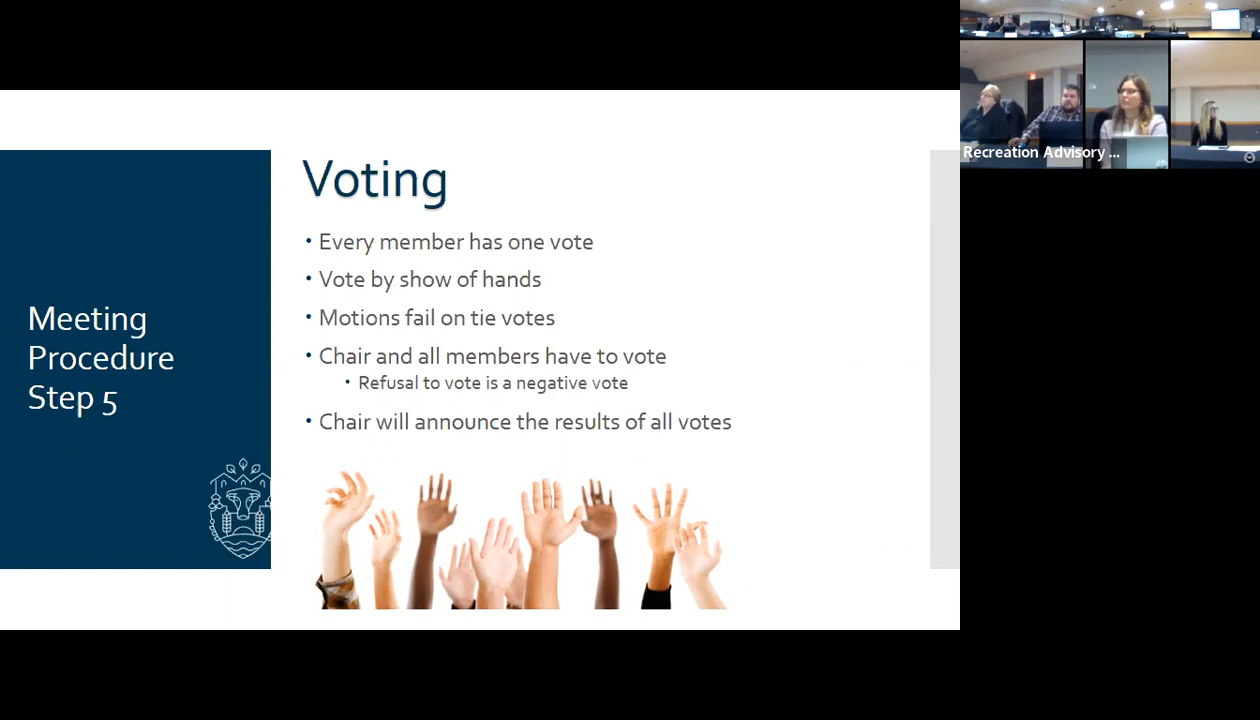 Meeting
Procedure
Step 5
Voting
• Every member has one vote
• Vote by show of hands
• Motions fail on tie votes
• Chair and all members have to vote
• Refusal to vote is a negative vote
• Chair will announce the results of all votes
Recreation Advisory ...